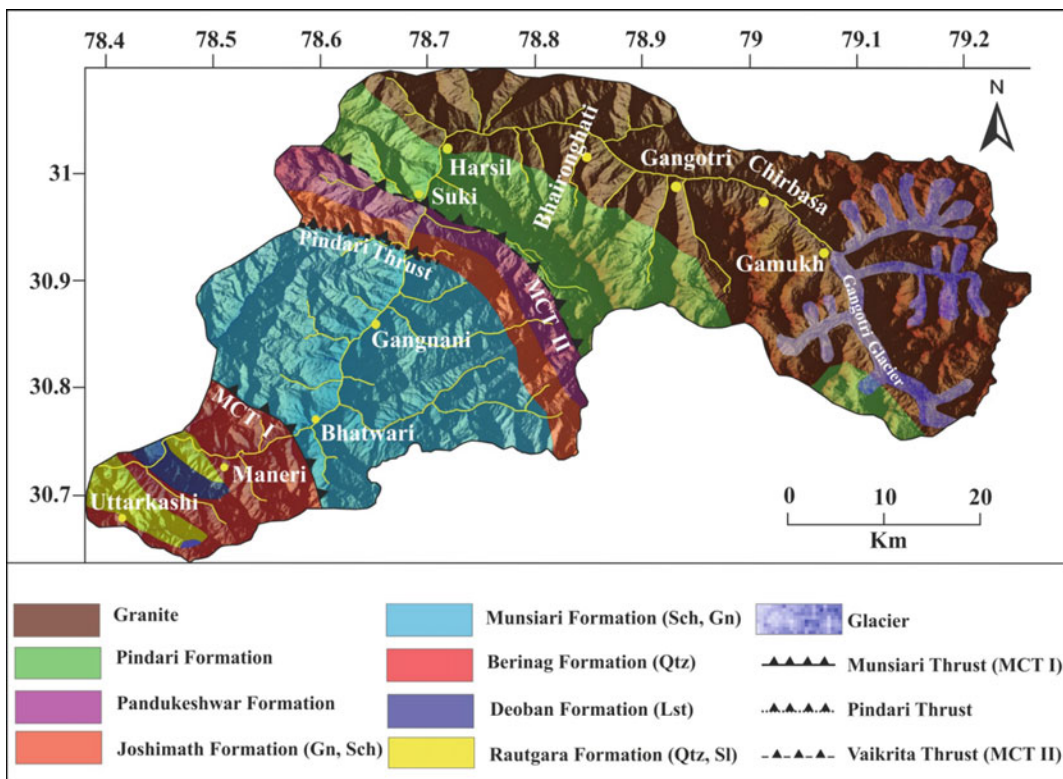 78.4 78.5 78.6 78.7 78.8 78.9 79 79.1 79.2
N
31
30.9
30.8
30.7
Harsil
Suki
Bhaironghati
Gangotri
Chirbasa
Gamukh
Gangotri Glacier
Pindari Thrust
MCT II
Gangnani
MCT I
Bhatwari
Maneri
Uttarkashi
0 10 20
Km
Granite
Pindari Formation
Pandukeshwar Formation
Joshimath Formation (Gn, Sch)
Munsiari Formation (Sch, Gn)
Berinag Formation (Qtz)
Deoban Formation (Lst)
Rautgara Formation (Qtz, Sl)
Glacier
Munsiari Thrust (MCT I)
Pindari Thrust
Vaikrita Thrust (MCT II)